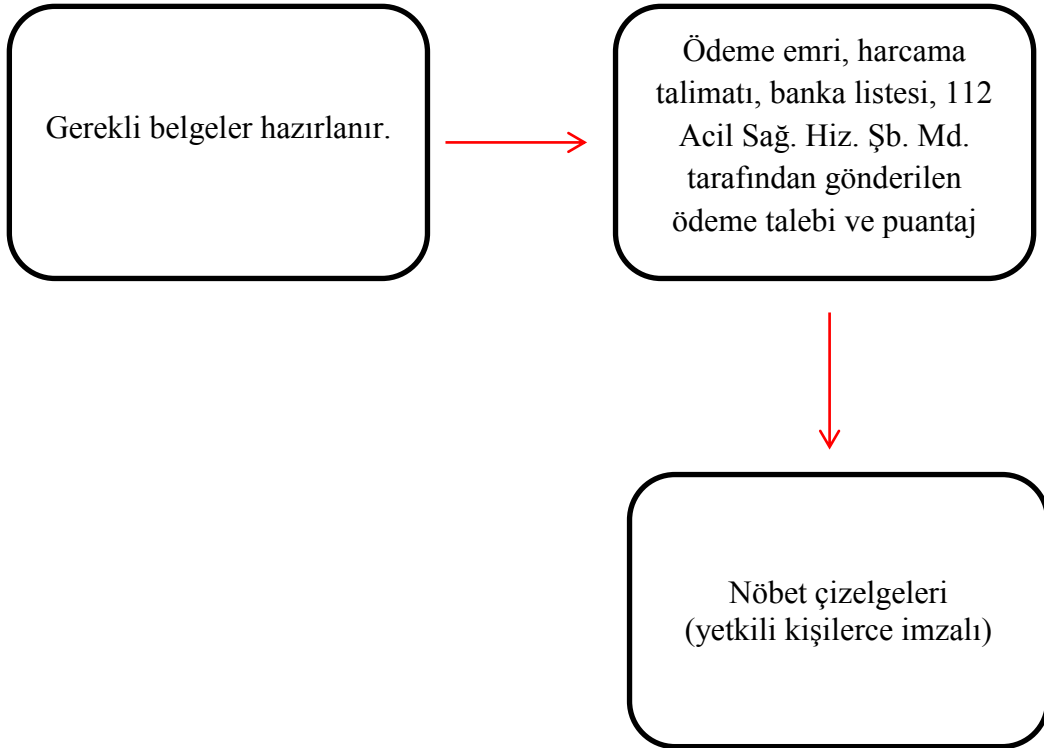 Gerekli belgeler hazırlanır.
Ödeme emri, harcama
talimatı, banka listesi, 112
Acil Sağ. Hiz. Şb. Md.
tarafından gönderilen
ödeme talebi ve puantaj
Nöbet çizelgeleri
(yetkili kişilerce imzalı)